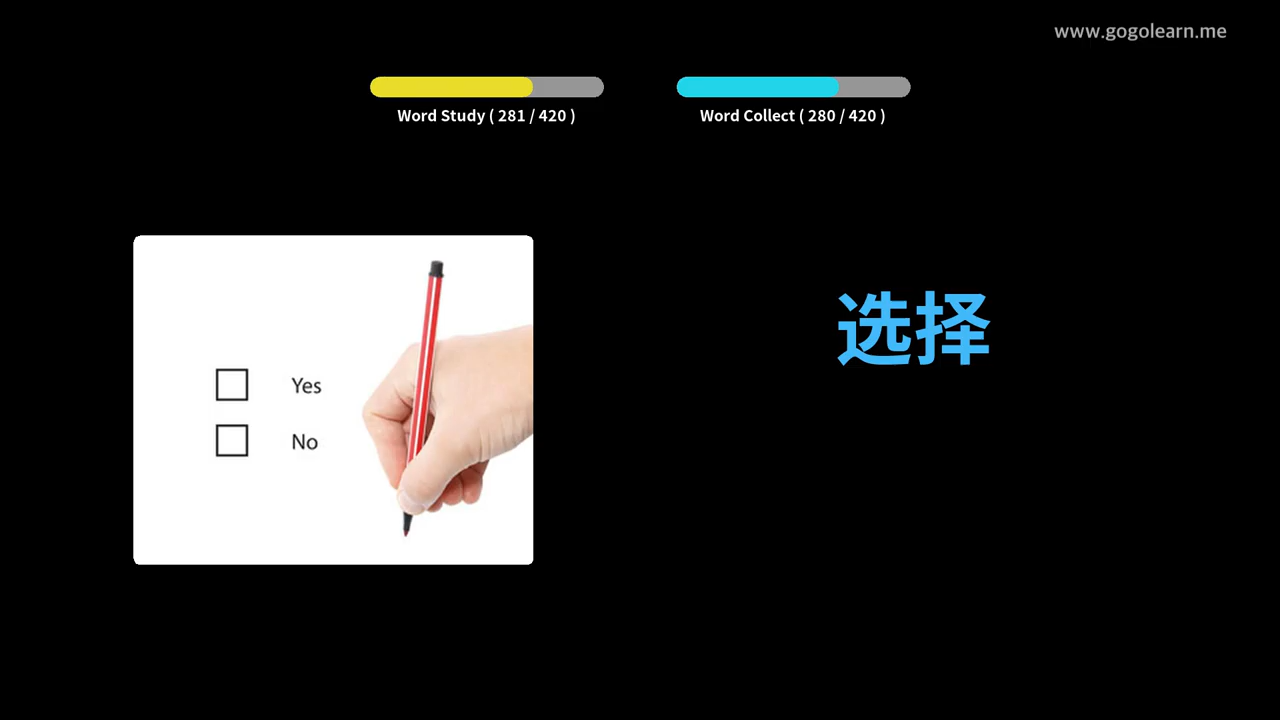 www.gogolearn.me
Word Study ( 281 / 420 )
Word Collect ( 280 / 420 )
选择
Yes
No